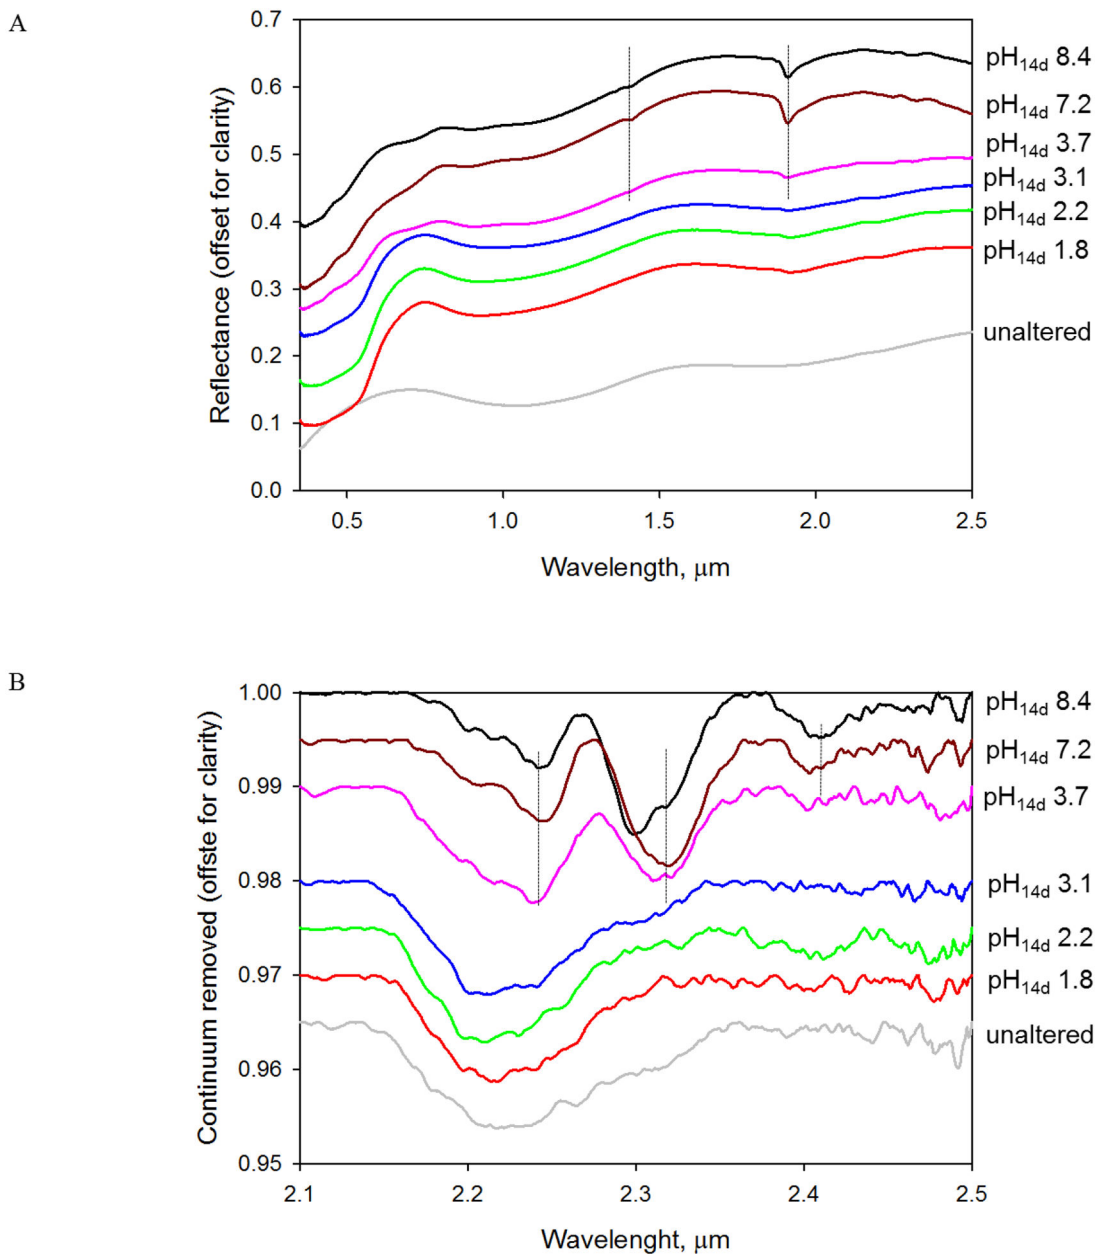 A
Reflectance (offset for clarity)
0.7
0.6
0.5
0.4
0.3
0.2
0.1
0.0
0.5
1.0
1.5
2.0
2.5
Wavelength, μm
pH14d 8.4
pH14d 7.2
pH14d 3.7
pH14d 3.1
pH14d 2.2
pH14d 1.8
unaltered
B
Continuum removed (offste for clarity)
1.00
0.99
0.98
0.97
0.96
0.95
2.1
2.2
2.3
2.4
2.5
Wavelenght, μm
pH14d 8.4
pH14d 7.2
pH14d 3.7
pH14d 3.1
pH14d 2.2
pH14d 1.8
unaltered